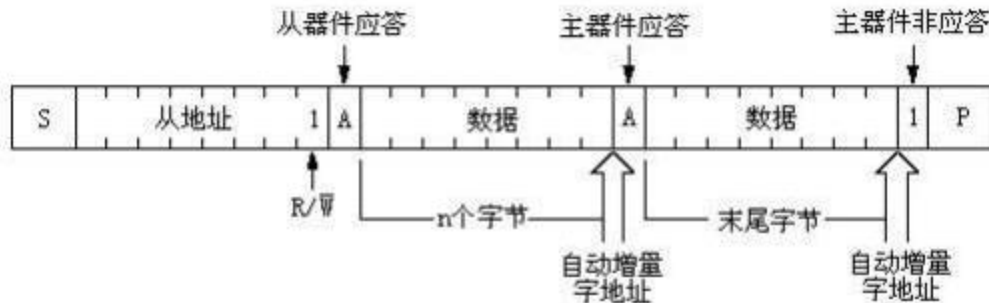 从器件应答 主器件应答 主器件非应答
S 从地址 1 A 数据 A 数据 1 P
R/W̅
n个字节 末尾字节
自动增量 自动增量
字地址 字地址